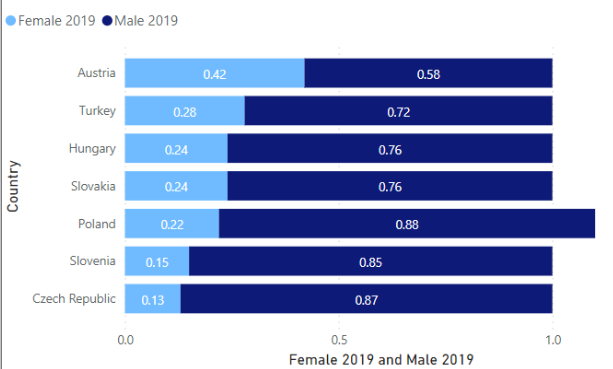 Female 2019 Male 2019
Austria 0.42 0.58
Turkey 0.28 0.72
Hungary 0.24 0.76
Slovakia 0.24 0.76
Poland 0.22 0.88
Slovenia 0.15 0.85
Czech Republic 0.13 0.87
Country
0.0 0.5 1.0
Female 2019 and Male 2019